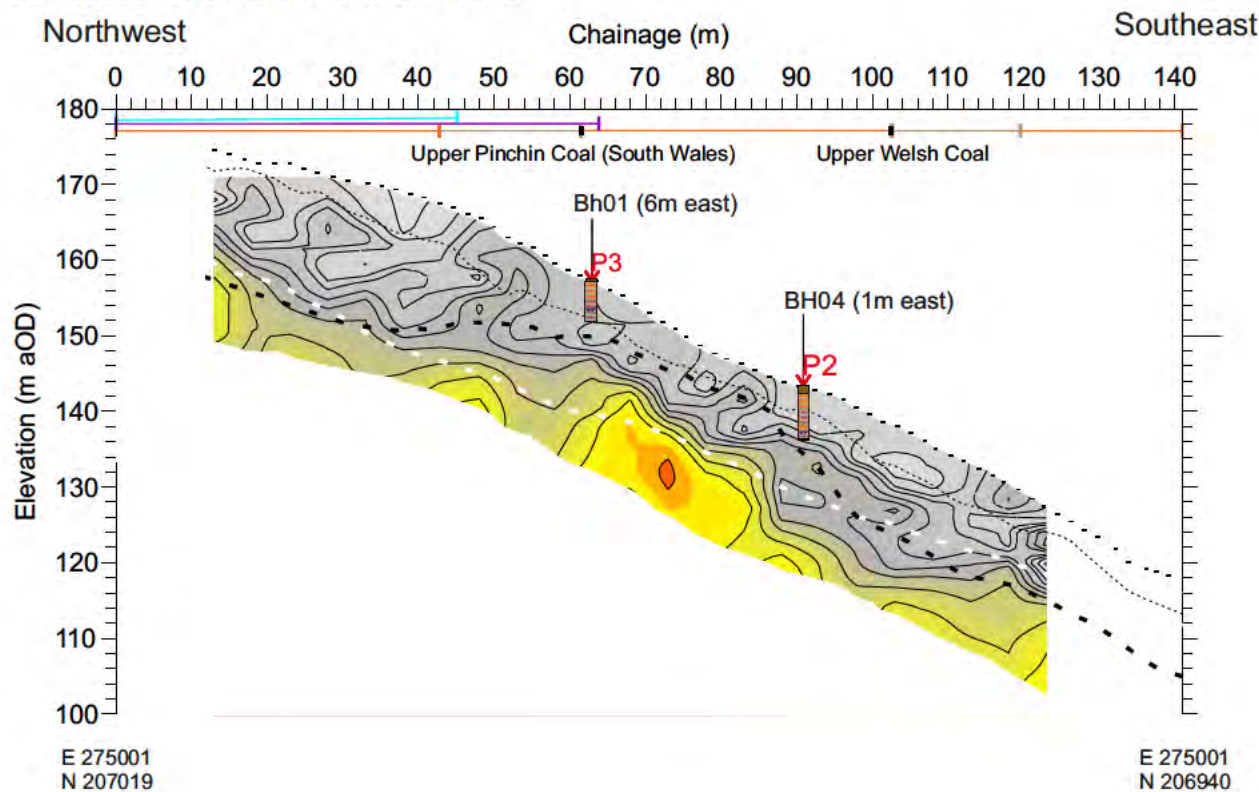 Northwest
Chainage (m)
Southeast
0 10 20 30 40 50 60 70 80 90 100 110 120 130 140
180
170
160
150
140
130
120
110
100
Elevation (m aOD)
Upper Pinchin Coal (South Wales)
Upper Welsh Coal
Bh01 (6m east)
P3
BH04 (1m east)
P2
E 275001
N 207019
E 275001
N 206940